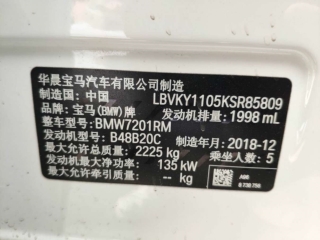 华晨宝马汽车有限公司制造
制造国：中国 LBVKY1105KSR85809
品牌：宝马(BMW)牌 发动机排量：1998 mL
整车型号：BMW7201RM
发动机型号：B48B20C 制造年月：2018-12
最大允许总质量：2225 kg 乘坐人数：5
发动机最大净功率：135 kW
最大允许牵引质量：-- kg